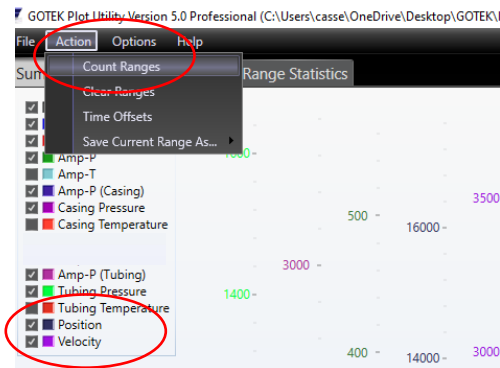 GOTEK Plot Utility Version 5.0 Professional (C:\Users\casse\OneDrive\Desktop\GOTEK\
File Action Options Help
Count Ranges
Clear Ranges
Time Offsets
Save Current Range As...
Sum
Range Statistics
Amp-P
Amp-T
Amp-P (Casing)
Casing Pressure
Casing Temperature
Amp-P (Tubing)
Tubing Pressure
Tubing Temperature
Position
Velocity
3500
500
16000
3000
1400
400
14000
3000